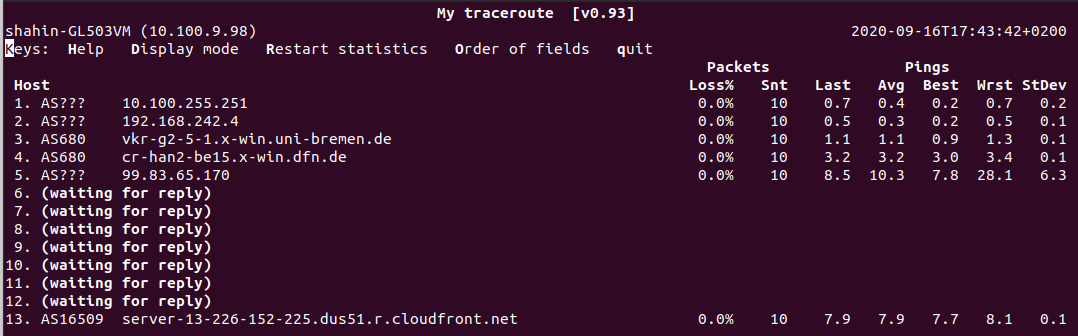 My traceroute [v0.93]
shahin-GL503VM (10.100.9.98) 2020-09-16T17:43:42+0200
Keys: Help Display mode Restart statistics Order of fields quit
Packets Pings
Host Loss% Snt Last Avg Best Wrst StDev
1. AS??? 10.100.255.251 0.0% 10 0.7 0.4 0.2 0.7 0.2
2. AS??? 192.168.242.4 0.0% 10 0.5 0.3 0.2 0.5 0.1
3. AS680 vkr-g2-5-1.x-win.uni-bremen.de 0.0% 10 1.1 1.1 0.9 1.3 0.1
4. AS680 cr-han2-be15.x-win.dfn.de 0.0% 10 3.2 3.2 3.0 3.4 0.1
5. AS??? 99.83.65.170 0.0% 10 8.5 10.3 7.8 28.1 6.3
6. (waiting for reply)
7. (waiting for reply)
8. (waiting for reply)
9. (waiting for reply)
10. (waiting for reply)
11. (waiting for reply)
12. (waiting for reply)
13. AS16509 server-13-226-152-225.dus51.r.cloudfront.net 0.0% 10 7.9 7.9 7.7 8.1 0.1